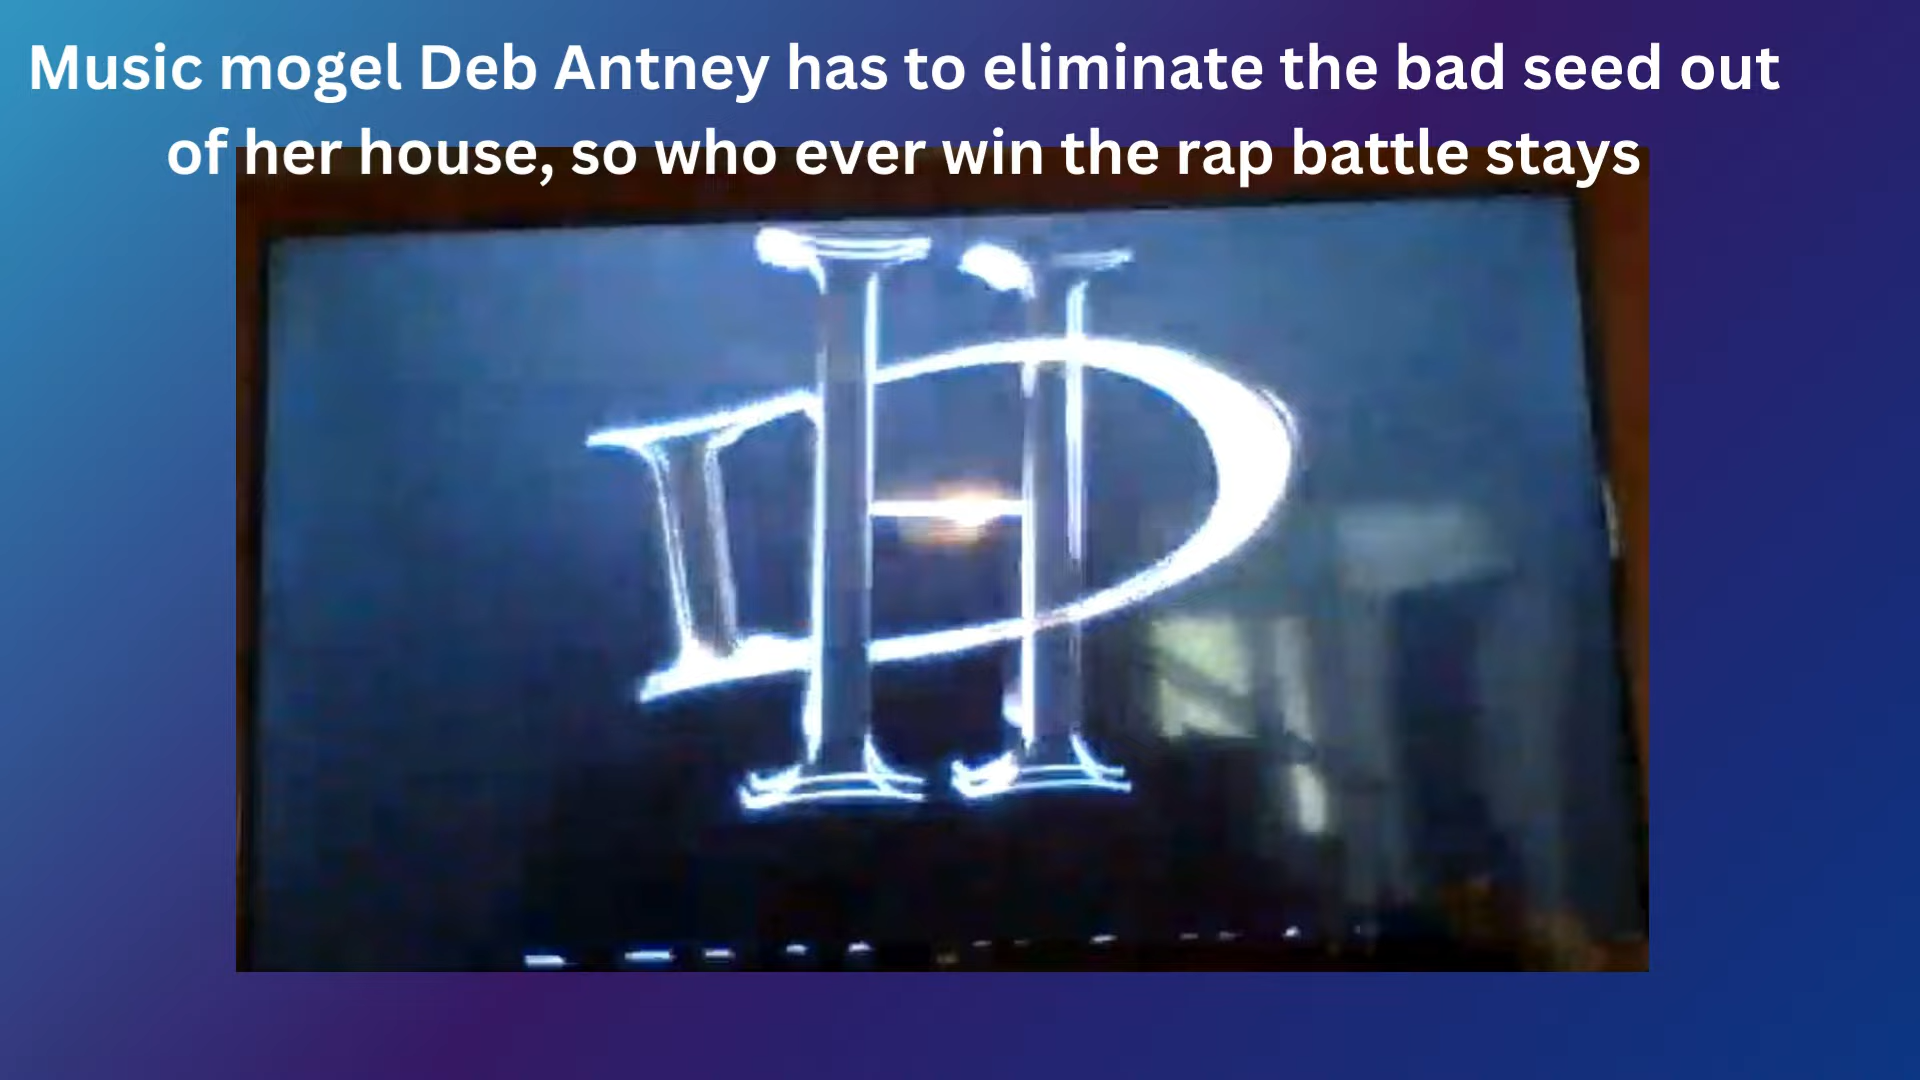 Music mogel Deb Antney has to eliminate the bad seed out
of her house, so who ever win the rap battle stays
DH